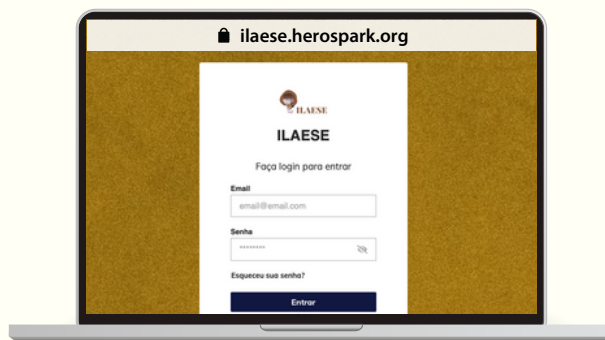 ilaese.herospark.org
ILAESE
ILAESE
Faça login para entrar
Email
email@email.com
Senha
********
Esqueceu sua senha?
Entrar